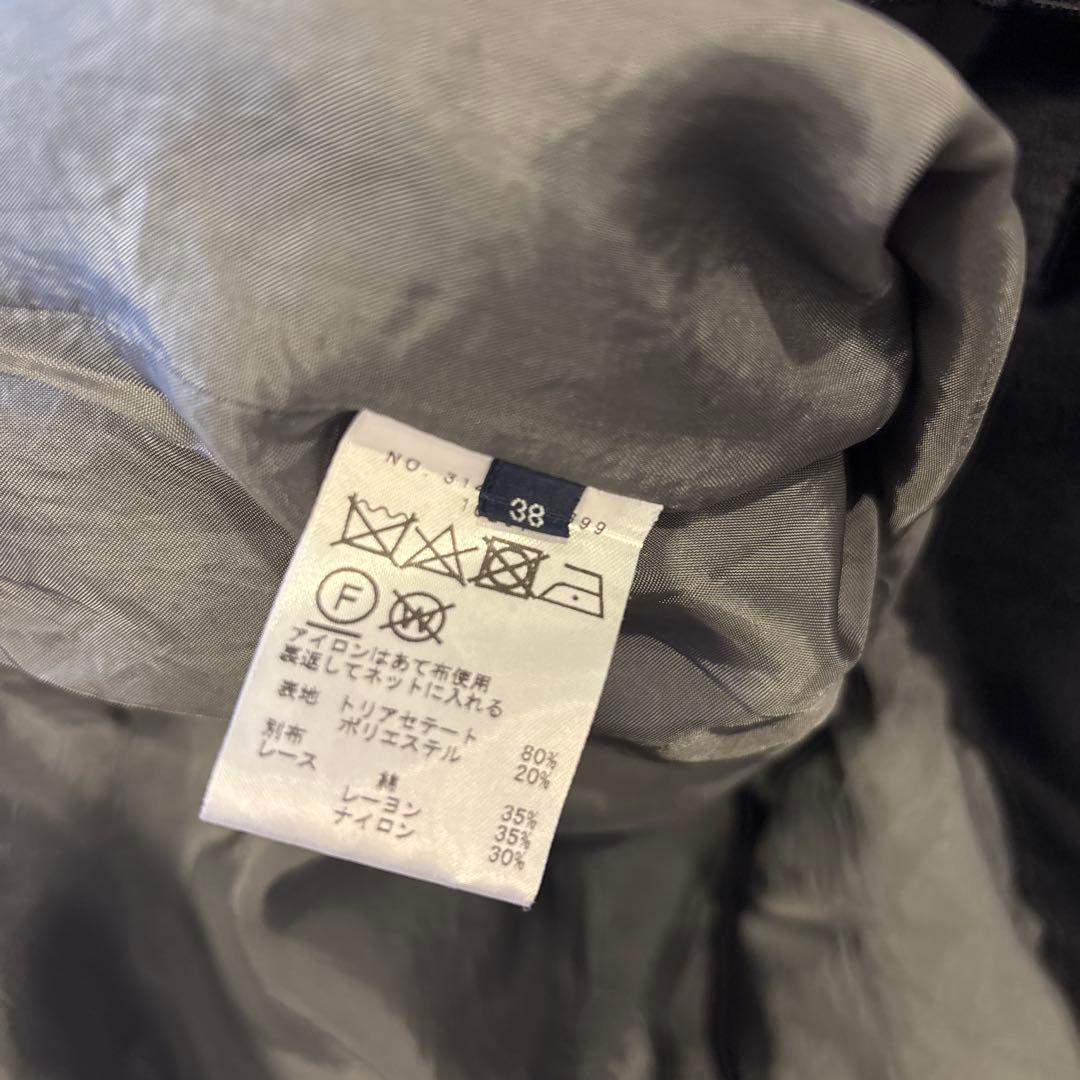 NO. 31
38
F
W
アイロンはあて布使用
裏返してネットに入れる
表地 トリアセテート 80%
ポリエステル 20%
別布
レース
綿 35%
レーヨン 35%
ナイロン 30%